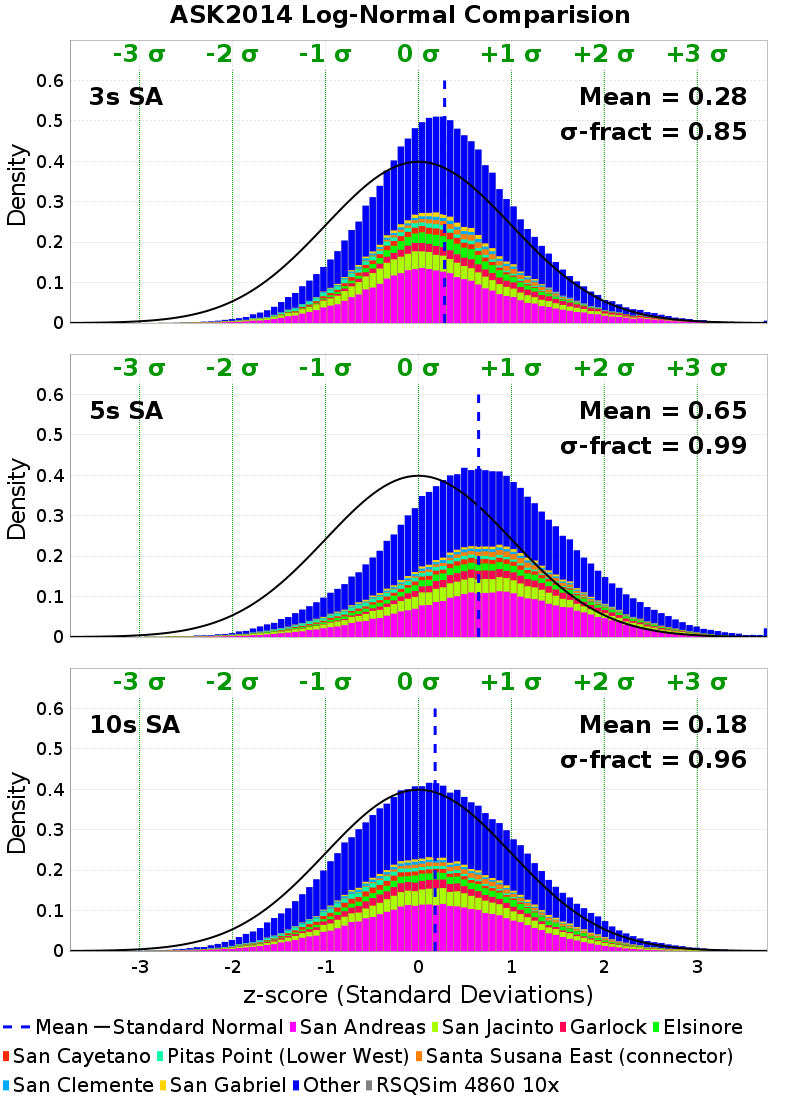 ASK2014 Log-Normal Comparision
-3 σ -2 σ -1 σ 0 σ +1 σ +2 σ +3 σ
3s SA
Mean = 0.28
σ-fract = 0.85
Density
0.6
0.5
0.4
0.3
0.2
0.1
0
-3 σ -2 σ -1 σ 0 σ +1 σ +2 σ +3 σ
5s SA
Mean = 0.65
σ-fract = 0.99
Density
0.6
0.5
0.4
0.3
0.2
0.1
0
-3 σ -2 σ -1 σ 0 σ +1 σ +2 σ +3 σ
10s SA
Mean = 0.18
σ-fract = 0.96
Density
0.6
0.5
0.4
0.3
0.2
0.1
0
-3 -2 -1 0 1 2 3
z-score (Standard Deviations)
Mean Standard Normal San Andreas San Jacinto Garlock Elsinore
San Cayetano Pitas Point (Lower West) Santa Susana East (connector)
San Clemente San Gabriel Other RSQSim 4860 10x